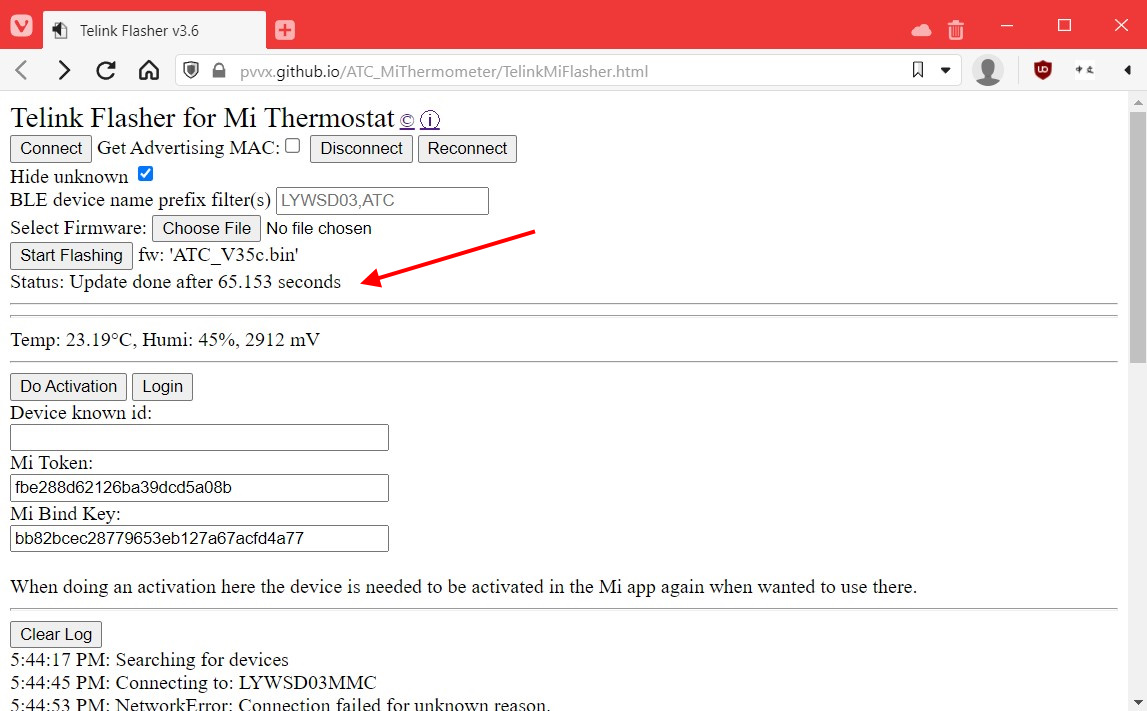 Telink Flasher v3.6
pvvx.github.io/ATC_MiThermometer/TelinkMiFlasher.html
Telink Flasher for Mi Thermostat © ⓘ
Connect Get Advertising MAC: Disconnect Reconnect
Hide unknown
BLE device name prefix filter(s) LYWSD03,ATC
Select Firmware: Choose File No file chosen
Start Flashing fw: 'ATC_V35c.bin'
Status: Update done after 65.153 seconds
Temp: 23.19°C, Humi: 45%, 2912 mV
Do Activation Login
Device known id:
Mi Token:
fbe288d62126ba39dcd5a08b
Mi Bind Key:
bb82bcec28779653eb127a67acfd4a77
When doing an activation here the device is needed to be activated in the Mi app again when wanted to use there.
Clear Log
5:44:17 PM: Searching for devices
5:44:45 PM: Connecting to: LYWSD03MMC
5:44:53 PM: NetworkError: Connection failed for unknown reason.